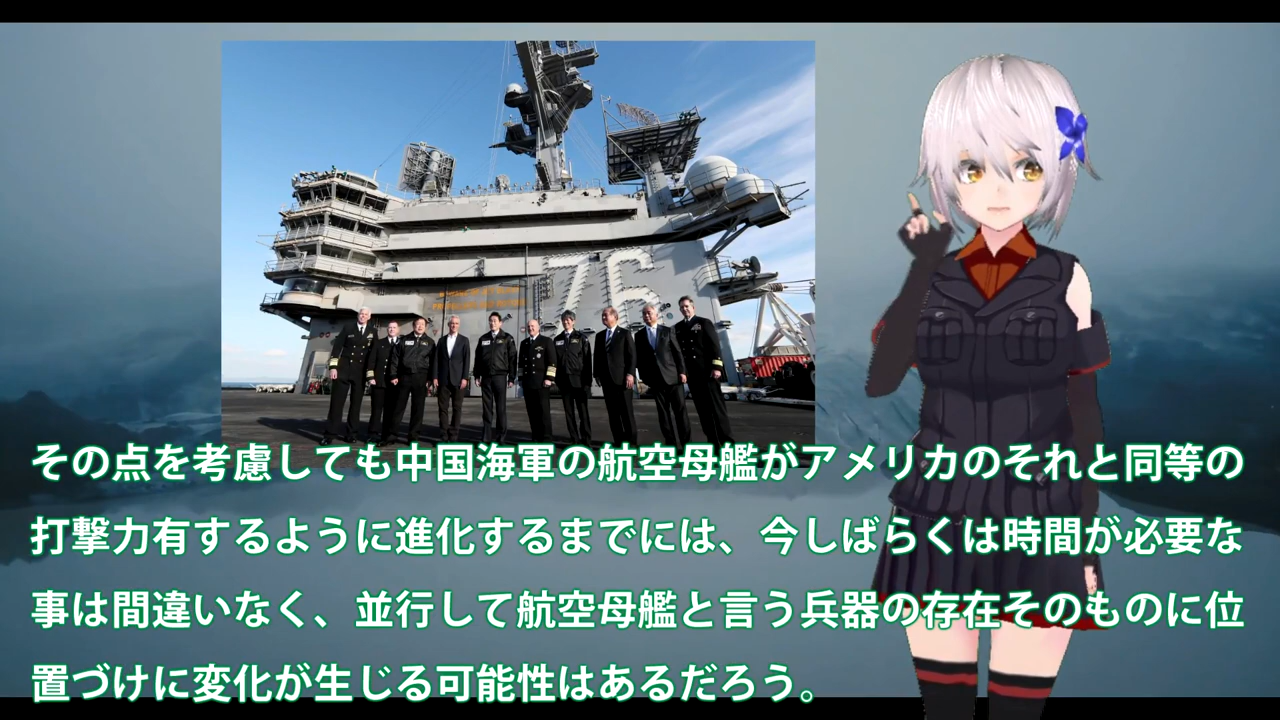 76
その点を考慮しても中国海軍の航空母艦がアメリカのそれと同等の
打撃力有するように進化するまでには、今しばらくは時間が必要な
事は間違いなく、並行して航空母艦と言う兵器の存在そのものに位
置づけに変化が生じる可能性はあるだろう。